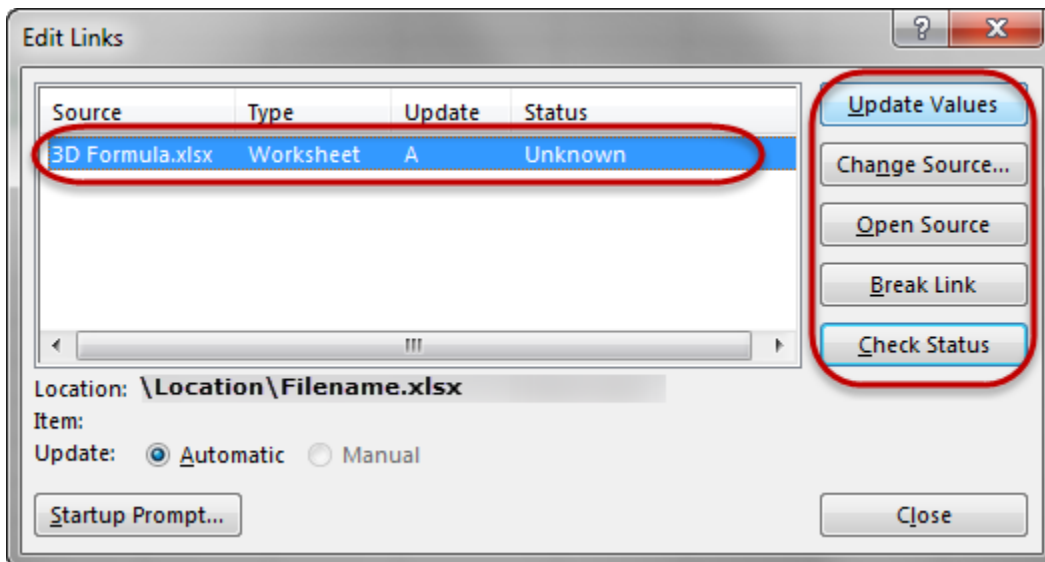 Edit Links
Source Type Update Status
3D Formula.xlsx Worksheet A Unknown
Update Values
Change Source...
Open Source
Break Link
Check Status
Location: \Location\Filename.xlsx
Item:
Update: Automatic Manual
Startup Prompt... Close